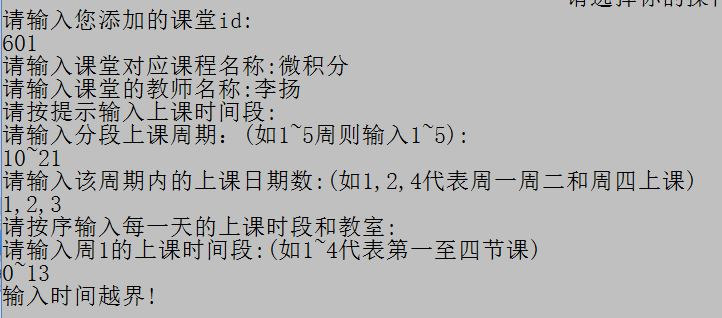 请选择你的操作
请输入您添加的课堂id:
601
请输入课堂对应课程名称:微积分
请输入课堂的教师名称:李扬
请按提示输入上课时间段:
请输入分段上课周期：(如1~5周则输入1~5):
10~21
请输入该周期内的上课日期数:(如1,2,4代表周一周二和周四上课)
1,2,3
请按序输入每一天的上课时段和教室:
请输入周1的上课时间段:(如1~4代表第一至四节课)
0~13
输入时间越界!